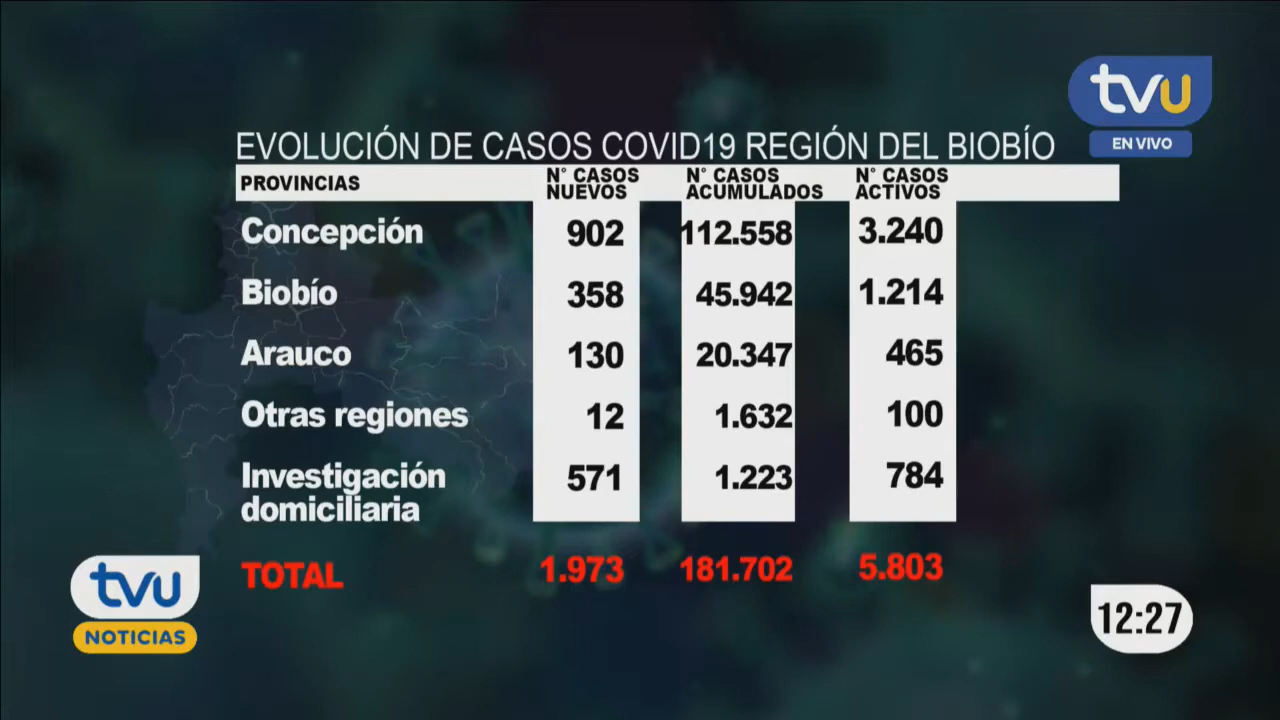 tvu
EN VIVO
EVOLUCIÓN DE CASOS COVID19 REGIÓN DEL BIOBÍO
PROVINCIAS N° CASOS NUEVOS N° CASOS ACUMULADOS N° CASOS ACTIVOS
Concepción 902 112.558 3.240
Biobío 358 45.942 1.214
Arauco 130 20.347 465
Otras regiones 12 1.632 100
Investigación domiciliaria 571 1.223 784
TOTAL 1.973 181.702 5.803
tvu
NOTICIAS
12:27